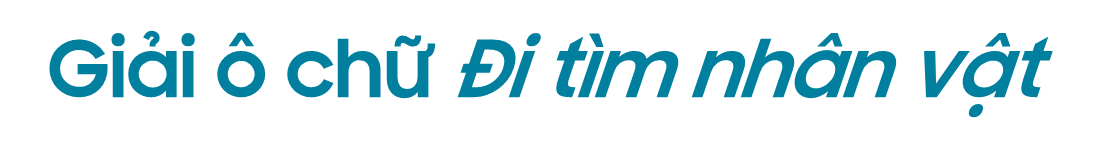 Giải ô chữ Đi tìm nhân vật